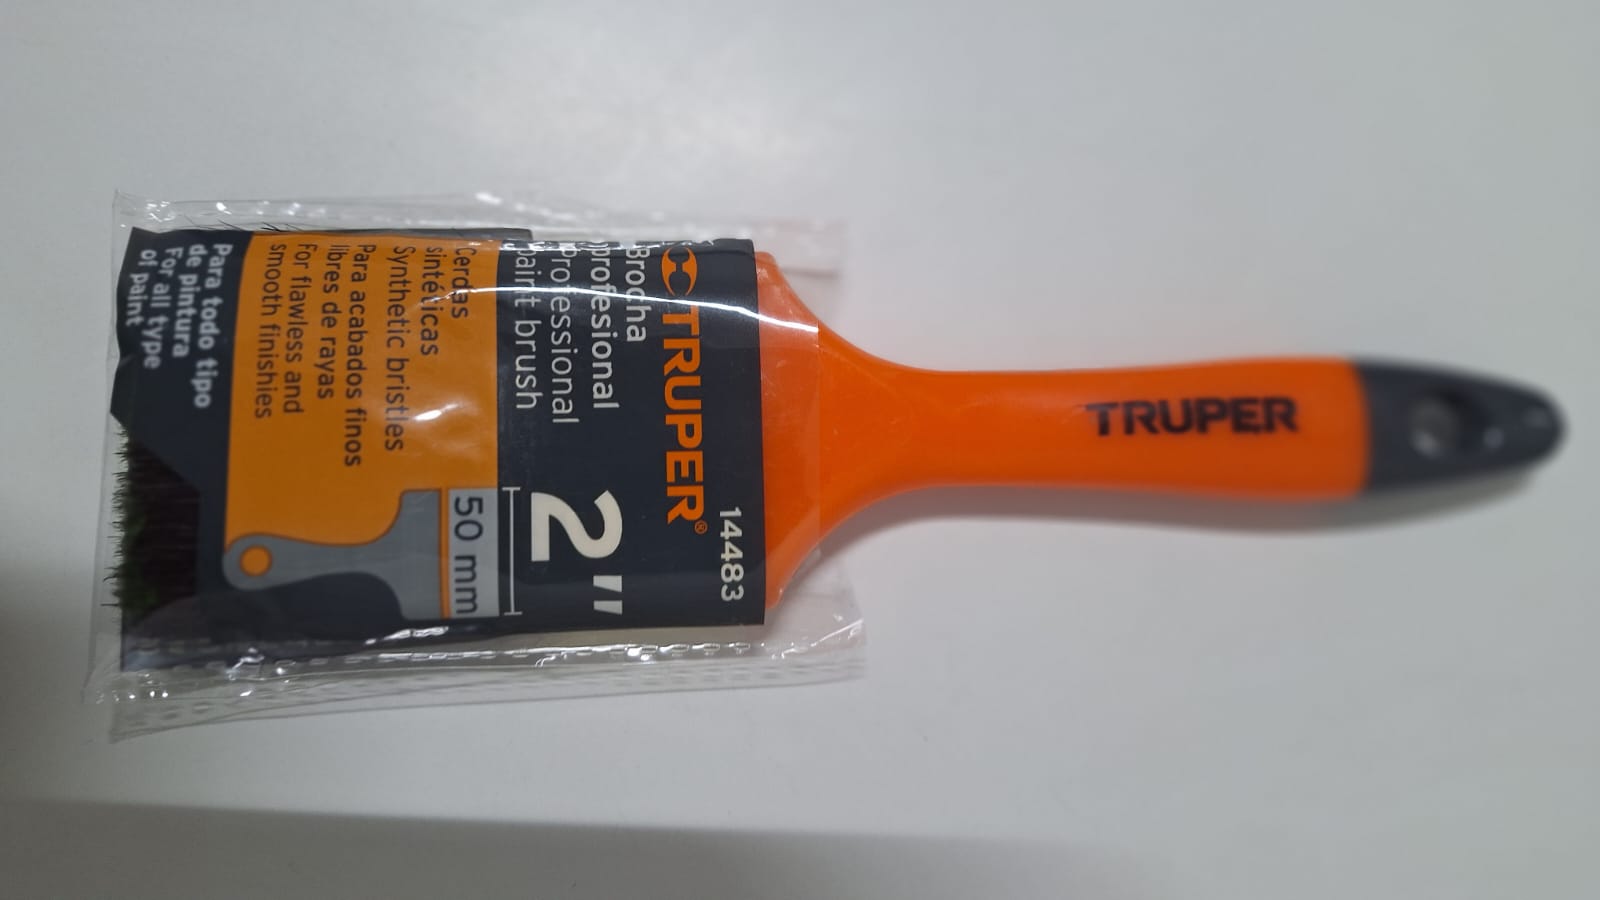 14483
TRUPER®
Brocha
profesional
Professional
paint brush
2"
50 mm
Cerdas
sintéticas
Synthetic bristles
Para acabados finos
libres de rayas
For flawless and
smooth finishies
Para todo tipo
de pintura
For all type
of paint
TRUPER